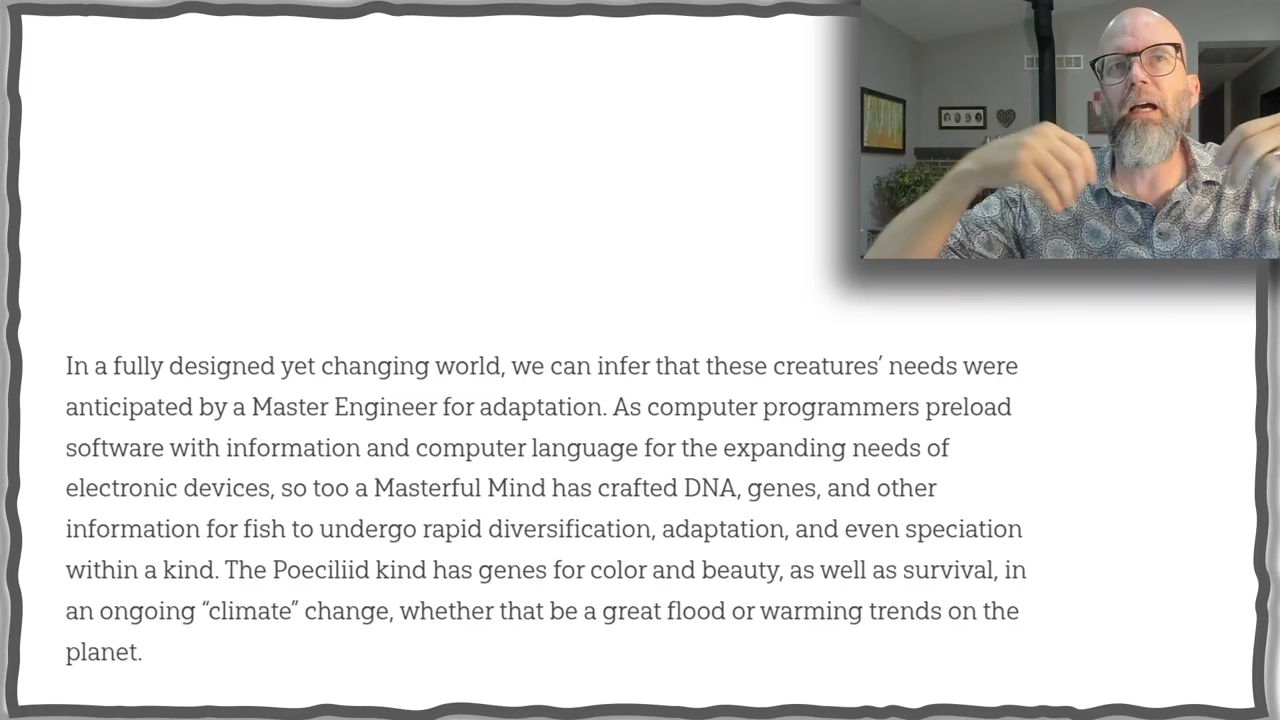 In a fully designed yet changing world, we can infer that these creatures’ needs were
anticipated by a Master Engineer for adaptation. As computer programmers preload
software with information and computer language for the expanding needs of
electronic devices, so too a Masterful Mind has crafted DNA, genes, and other
information for fish to undergo rapid diversification, adaptation, and even speciation
within a kind. The Poeciliid kind has genes for color and beauty, as well as survival, in
an ongoing “climate” change, whether that be a great flood or warming trends on the
planet.